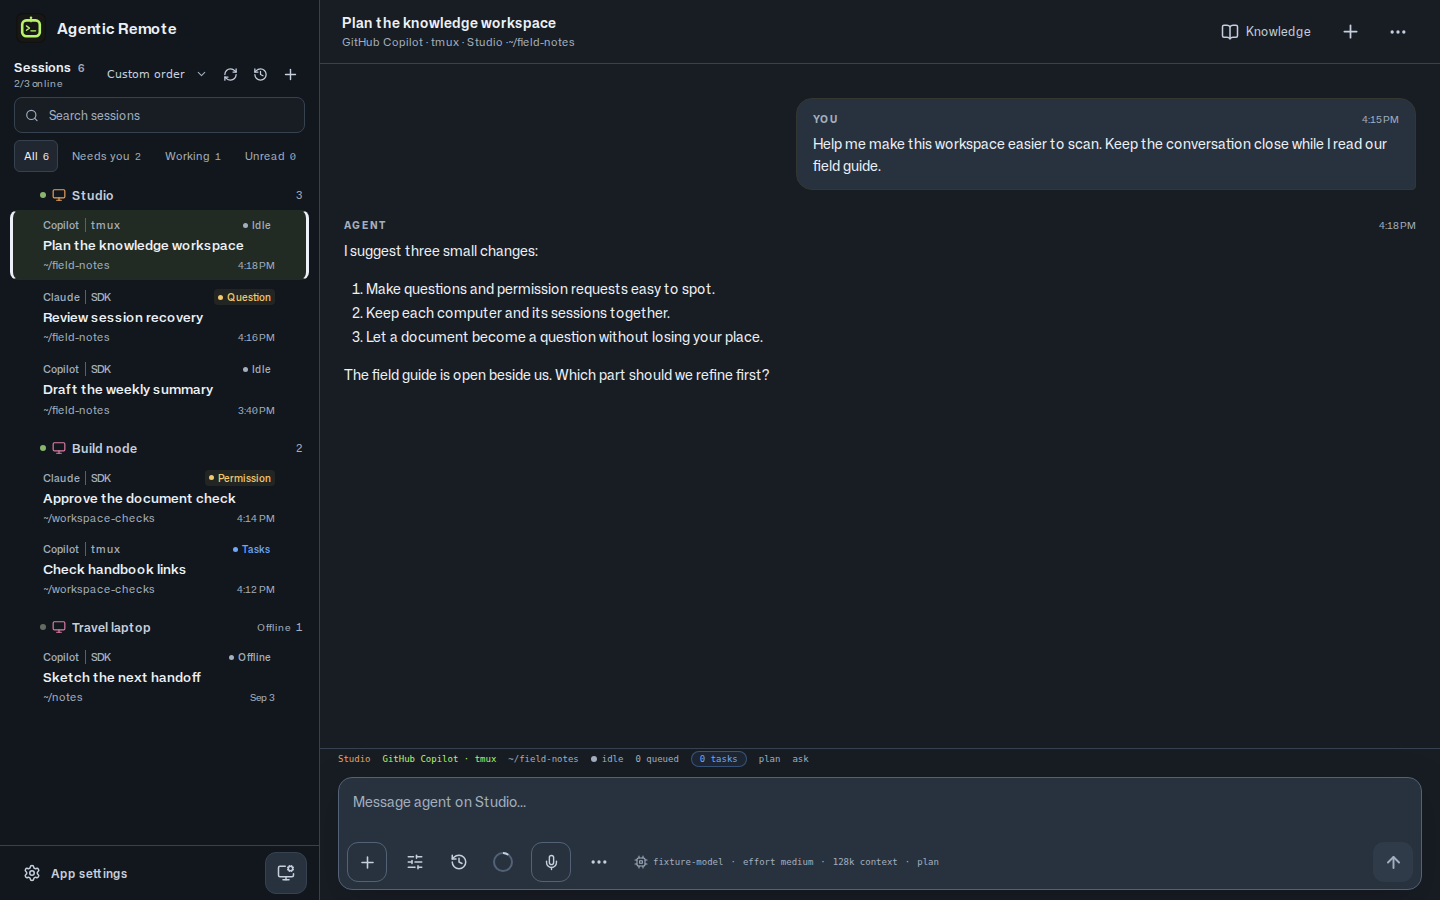 Agentic Remote
Sessions 6
2/3 online
Custom order
Search sessions
All 6
Needs you 2
Working 1
Unread 0
Studio 3
Copilot | tmux
Idle
Plan the knowledge workspace
~/field-notes
4:18 PM
Claude | SDK
Question
Review session recovery
~/field-notes
4:16 PM
Copilot | SDK
Idle
Draft the weekly summary
~/field-notes
3:40 PM
Build node 2
Claude | SDK
Permission
Approve the document check
~/workspace-checks
4:14 PM
Copilot | tmux
Tasks
Check handbook links
~/workspace-checks
4:12 PM
Travel laptop
Offline 1
Copilot | SDK
Offline
Sketch the next handoff
~/notes
Sep 3
App settings
Plan the knowledge workspace
GitHub Copilot · tmux · Studio · ~/field-notes
Knowledge
YOU
4:15 PM
Help me make this workspace easier to scan. Keep the conversation close while I read our
field guide.
AGENT
4:18 PM
I suggest three small changes:
1. Make questions and permission requests easy to spot.
2. Keep each computer and its sessions together.
3. Let a document become a question without losing your place.
The field guide is open beside us. Which part should we refine first?
Studio GitHub Copilot · tmux ~/field-notes idle 0 queued 0 tasks plan ask
Message agent on Studio...
fixture-model · effort medium · 128k context · plan